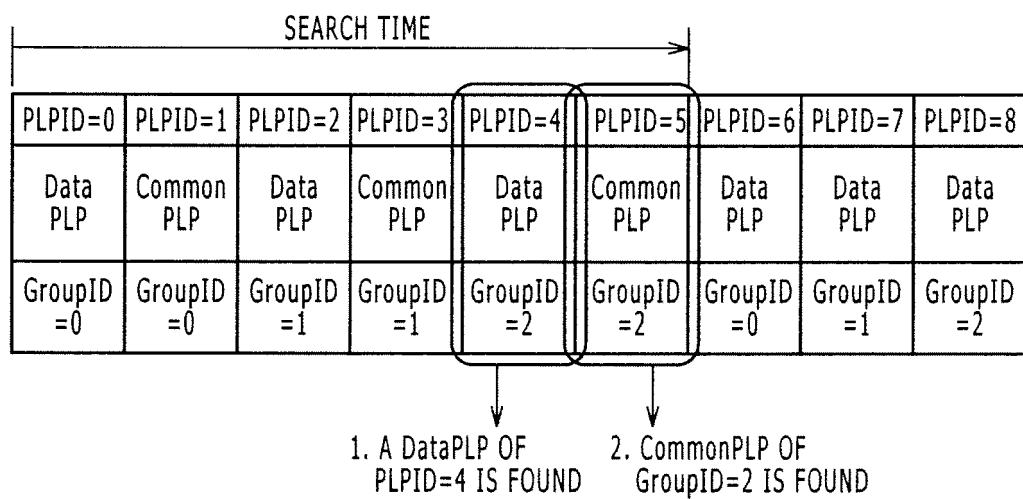 SEARCH TIME
PLPID=0 PLPID=1 PLPID=2 PLPID=3 PLPID=4 PLPID=5 PLPID=6 PLPID=7 PLPID=8
Data Common Data Common Data Common Data Data Data
PLP PLP PLP PLP PLP PLP PLP PLP PLP
GroupID GroupID GroupID GroupID GroupID GroupID GroupID GroupID GroupID
=0 =0 =1 =1 =2 =2 =0 =1 =2
1. A DataPLP OF
PLPID=4 IS FOUND
2. CommonPLP OF
GroupID=2 IS FOUND